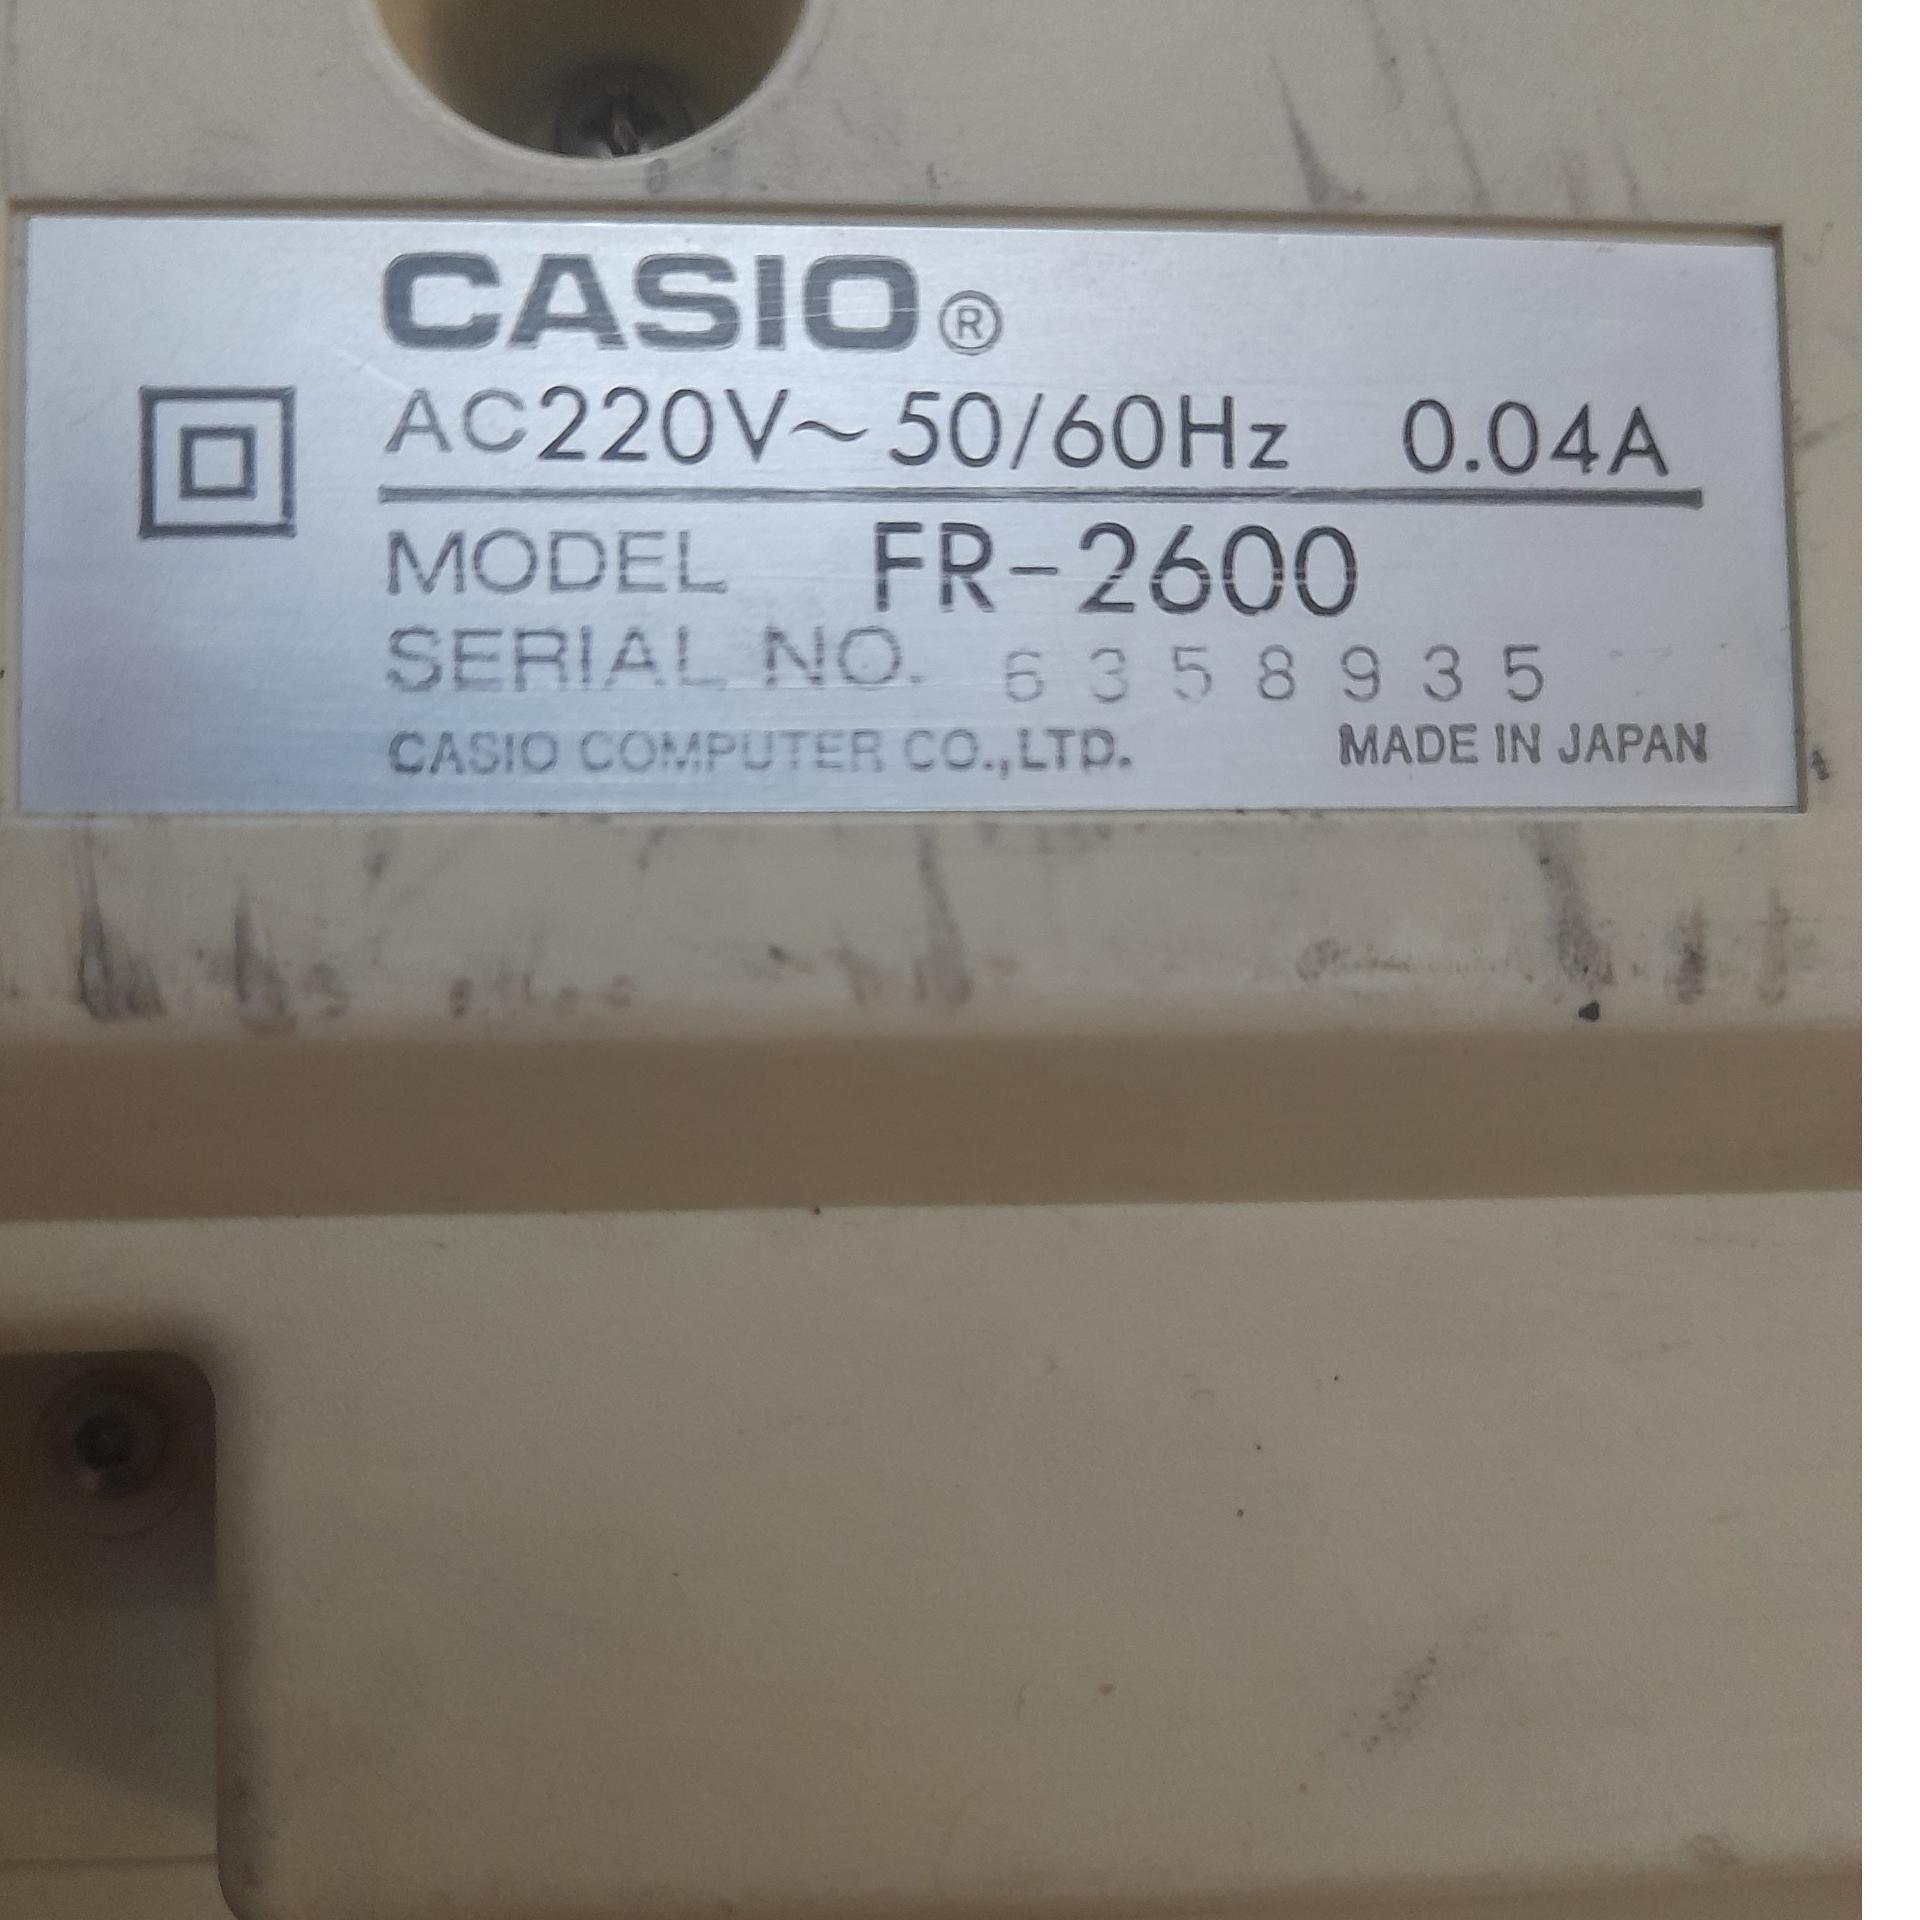 CASIO®
AC220V~50/60Hz 0.04A
MODEL FR-2600
SERIAL NO. 6358935
CASIO COMPUTER CO.,LTD. MADE IN JAPAN